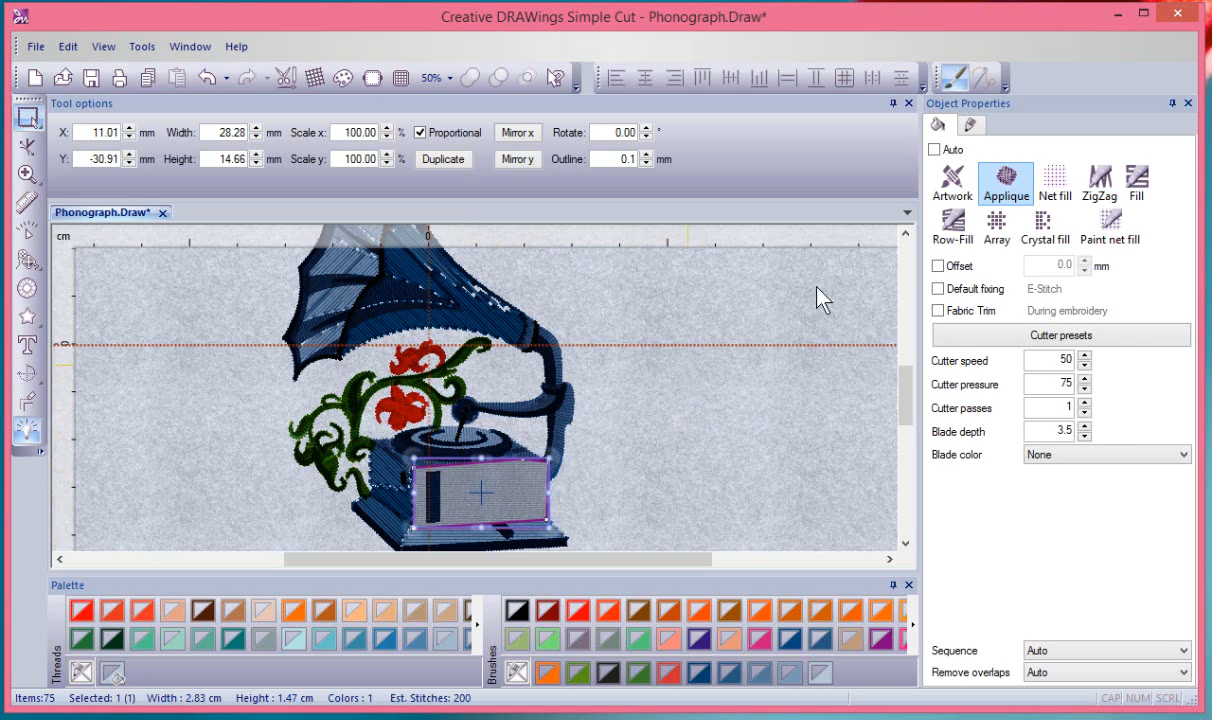 Creative DRAWings Simple Cut - Phonograph.Draw*
File Edit View Tools Window Help
50%
Tool options
X: 11.01 mm Width: 28.28 mm Scale x: 100.00 % Proportional Mirror x Rotate: 0.00 °
Y: -30.91 mm Height: 14.66 mm Scale y: 100.00 % Duplicate Mirror y Outline: 0.1 mm
Phonograph.Draw*
cm
0
Object Properties
Auto
Artwork Applique Net fill ZigZag Fill
Row-Fill Array Crystal fill Paint net fill
Offset 0.0 mm
Default fixing E-Stitch
Fabric Trim During embroidery
Cutter presets
Cutter speed 50
Cutter pressure 75
Cutter passes 1
Blade depth 3.5
Blade color None
Sequence Auto
Remove overlaps Auto
Palette
Threads
Brushes
Items:75 Selected: 1 (1) Width : 2.83 cm Height : 1.47 cm Colors : 1 Est. Stitches: 200
CAP NUM SCRL